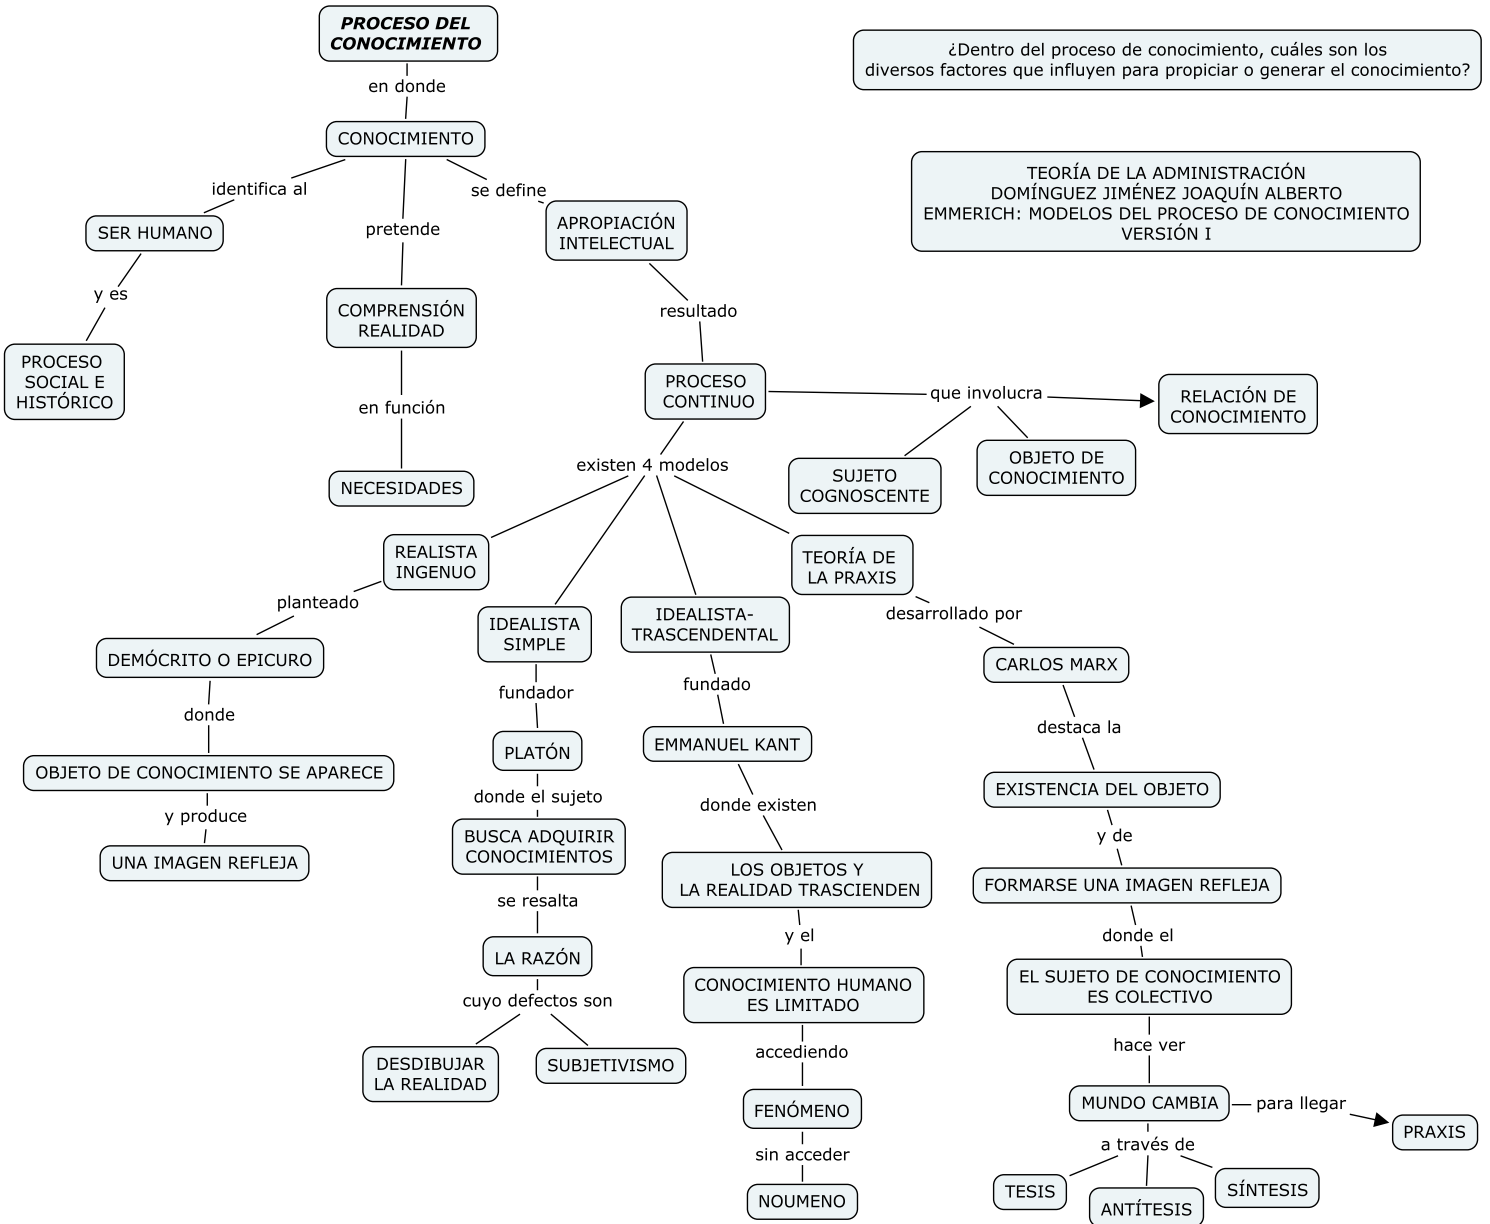 PROCESO DEL
CONOCIMIENTO
en donde
CONOCIMIENTO
¿Dentro del proceso de conocimiento, cuáles son los
diversos factores que influyen para propiciar o generar el conocimiento?
TEORÍA DE LA ADMINISTRACIÓN
DOMÍNGUEZ JIMÉNEZ JOAQUÍN ALBERTO
EMMERICH: MODELOS DEL PROCESO DE CONOCIMIENTO
VERSIÓN I
identifica al
SER HUMANO
y es
PROCESO
SOCIAL E
HISTÓRICO
pretende
COMPRENSIÓN
REALIDAD
en función
NECESIDADES
se define
APROPIACIÓN
INTELECTUAL
resultado
PROCESO
CONTINUO
que involucra
SUJETO
COGNOSCENTE
OBJETO DE
CONOCIMIENTO
RELACIÓN DE
CONOCIMIENTO
existen 4 modelos
REALISTA
INGENUO
planteado
DEMÓCRITO O EPICURO
donde
OBJETO DE CONOCIMIENTO SE APARECE
y produce
UNA IMAGEN REFLEJA
IDEALISTA
SIMPLE
fundador
PLATÓN
donde el sujeto
BUSCA ADQUIRIR
CONOCIMIENTOS
se resalta
LA RAZÓN
cuyo defectos son
DESDIBUJAR
LA REALIDAD
SUBJETIVISMO
IDEALISTA-
TRASCENDENTAL
fundado
EMMANUEL KANT
donde existen
LOS OBJETOS Y
LA REALIDAD TRASCIENDEN
y el
CONOCIMIENTO HUMANO
ES LIMITADO
accediendo
FENÓMENO
sin acceder
NOUMENO
TEORÍA DE
LA PRAXIS
desarrollado por
CARLOS MARX
destaca la
EXISTENCIA DEL OBJETO
y de
FORMARSE UNA IMAGEN REFLEJA
donde el
EL SUJETO DE CONOCIMIENTO
ES COLECTIVO
hace ver
MUNDO CAMBIA
para llegar
PRAXIS
a través de
TESIS
ANTÍTESIS
SÍNTESIS